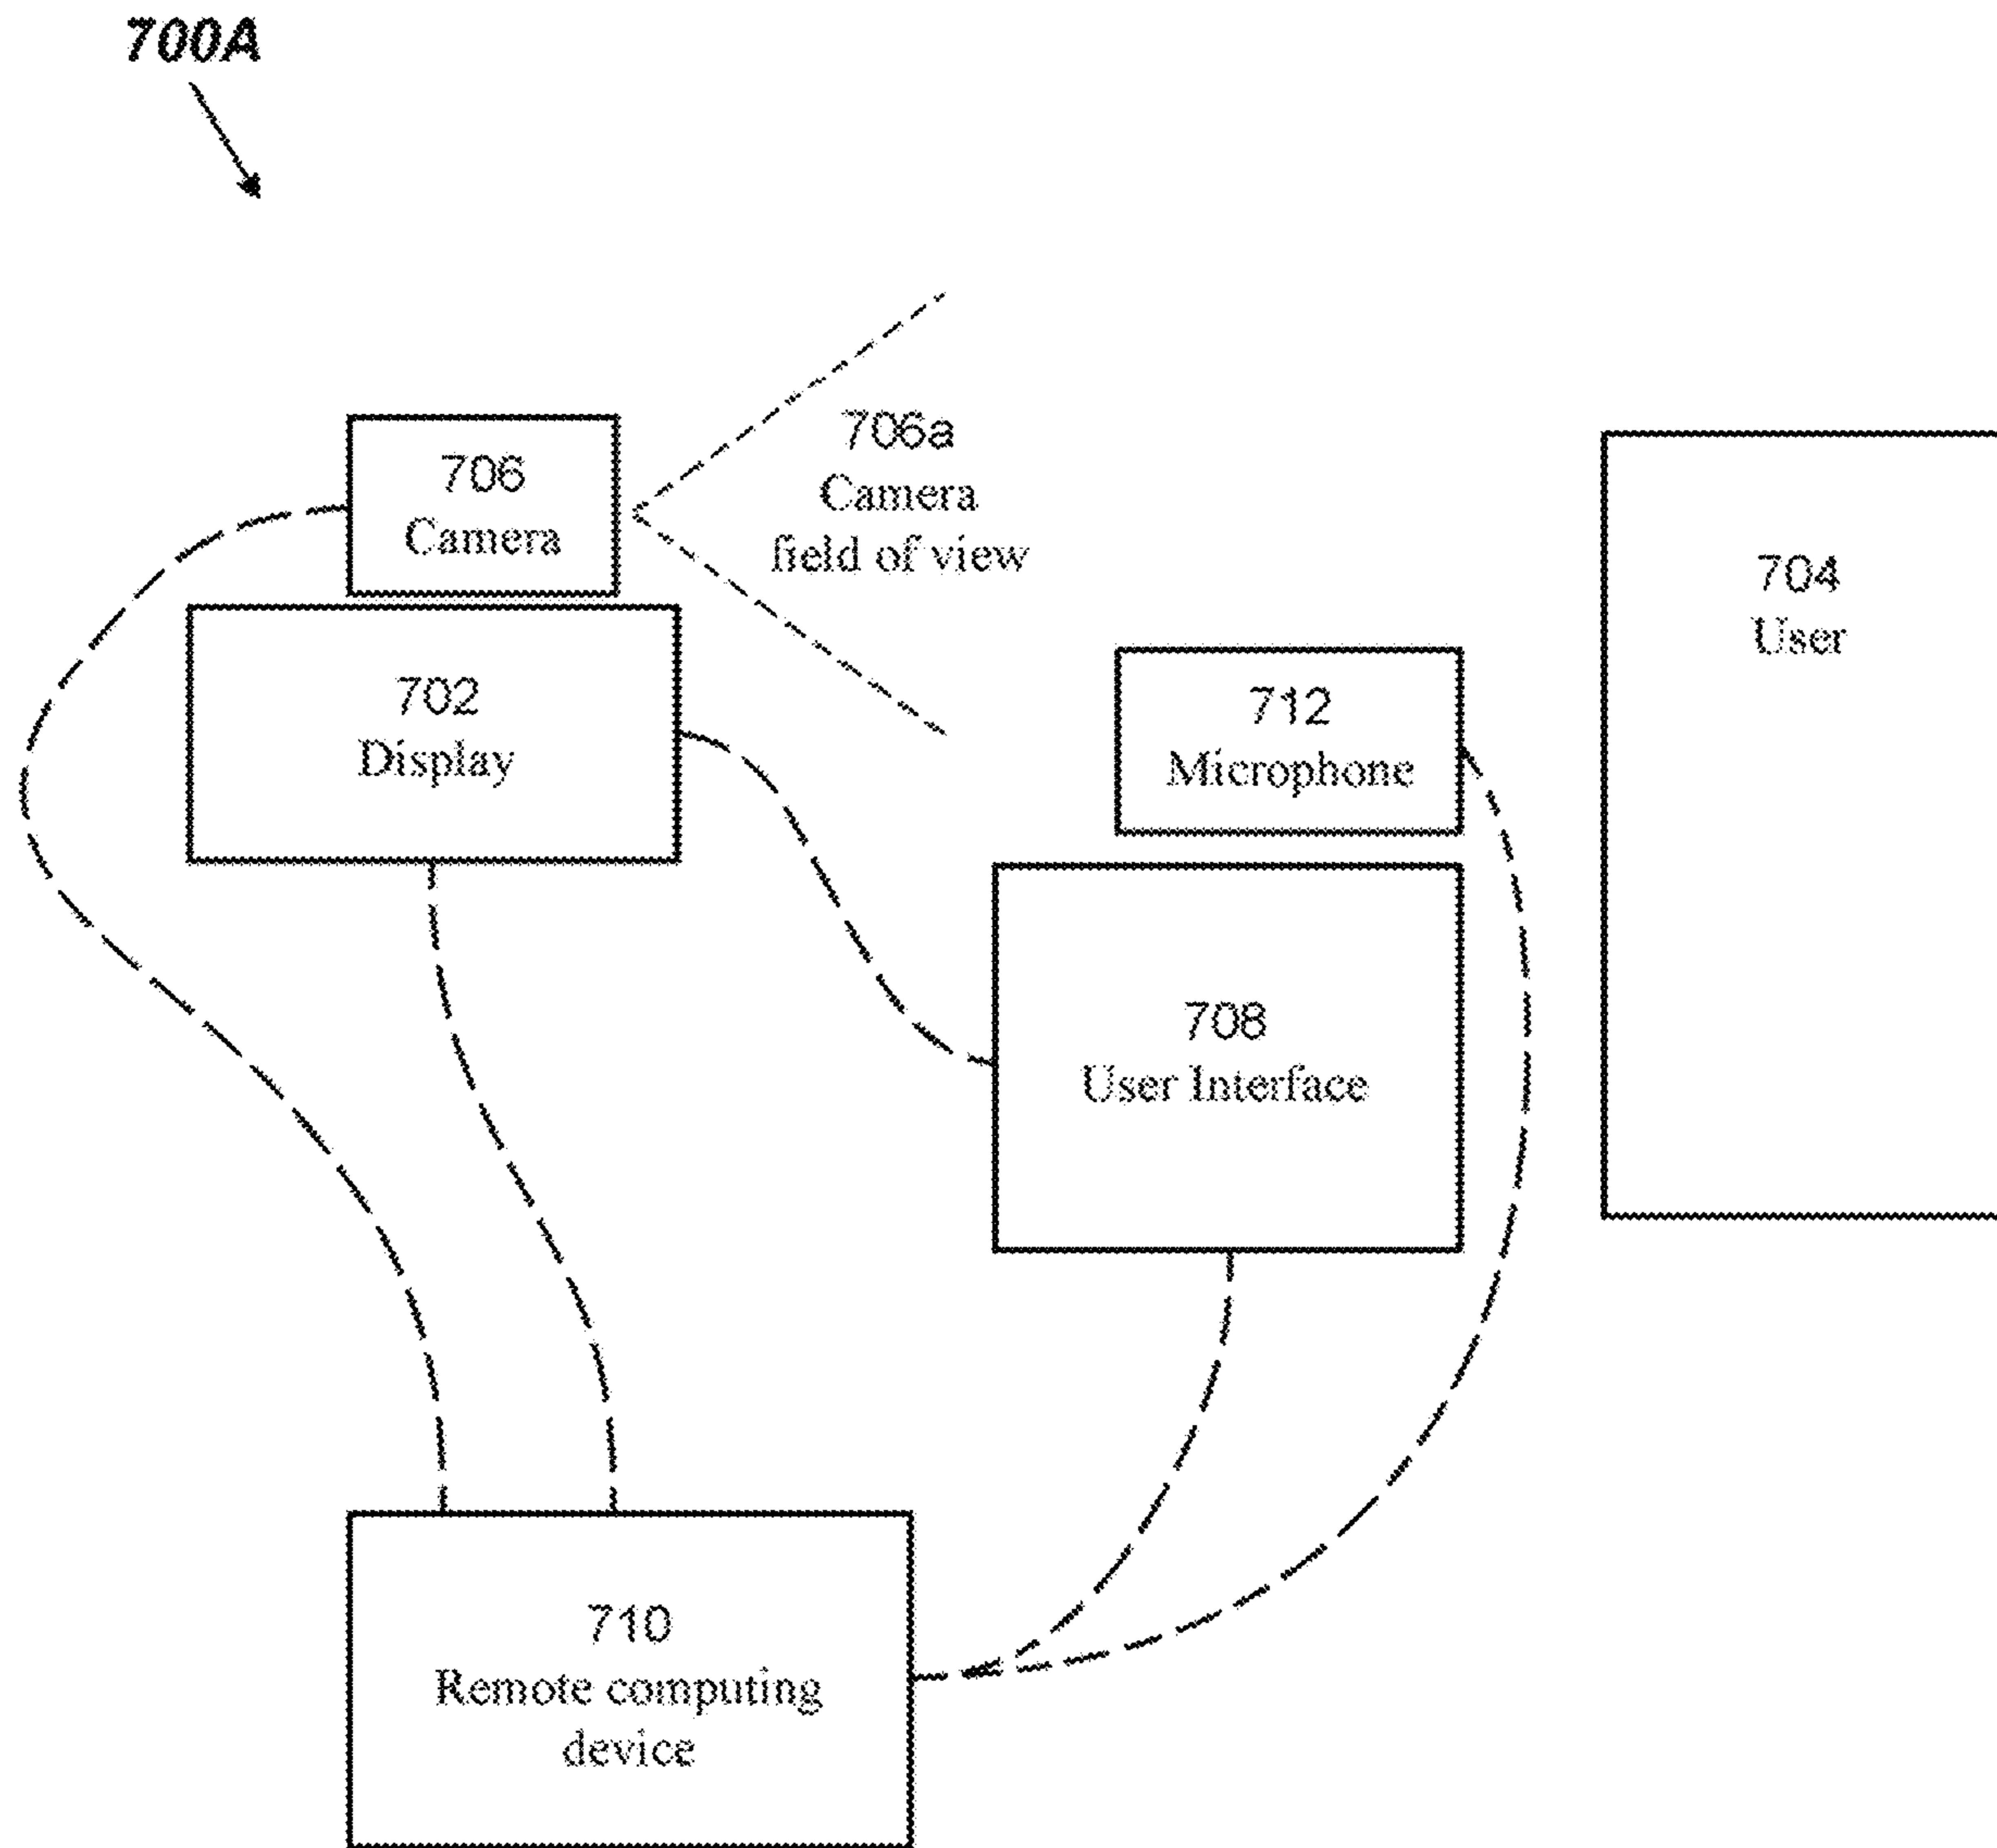 700A
706
Camera
706a
Camera
field of view
704
User
702
Display
712
Microphone
708
User Interface
710
Remote computing
device